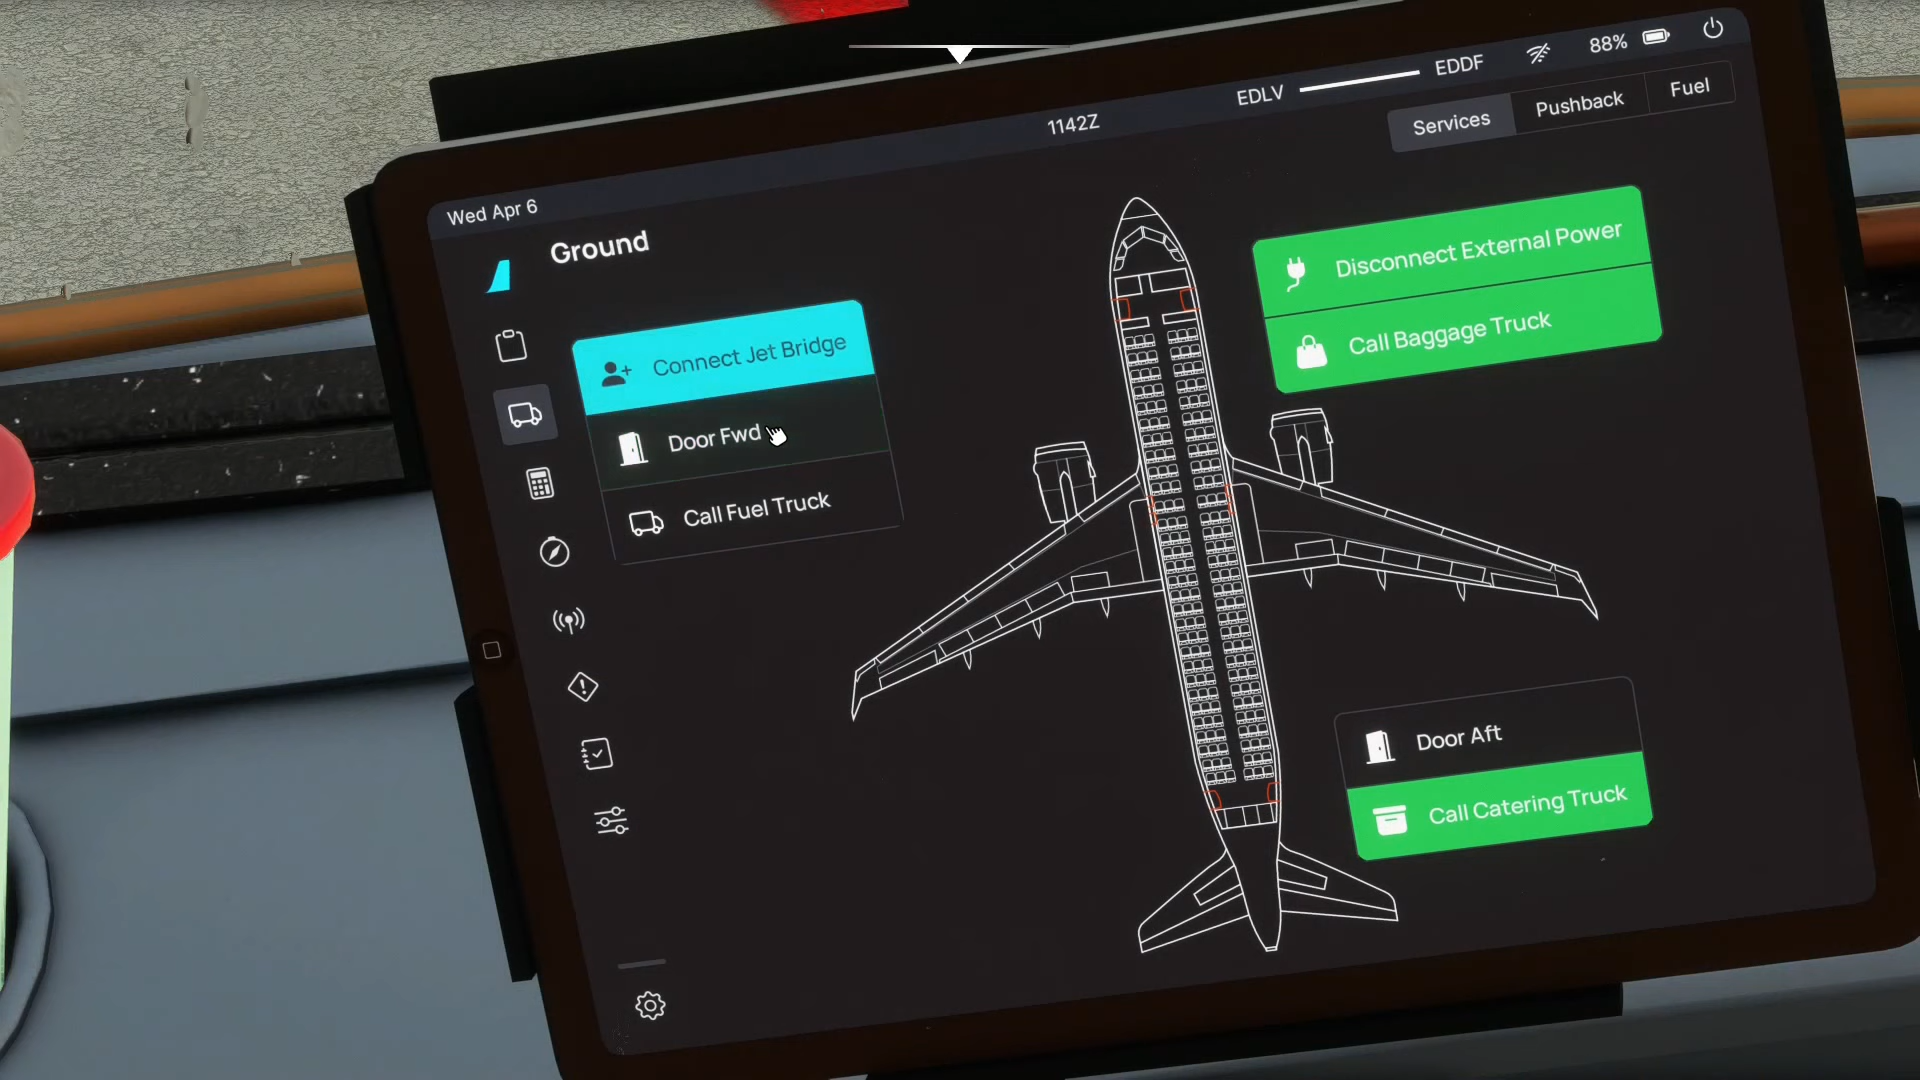 Wed Apr 6
1142Z
EDLV
EDDF
88%
Ground
Services
Pushback
Fuel
Connect Jet Bridge
Door Fwd
Call Fuel Truck
Disconnect External Power
Call Baggage Truck
Door Aft
Call Catering Truck